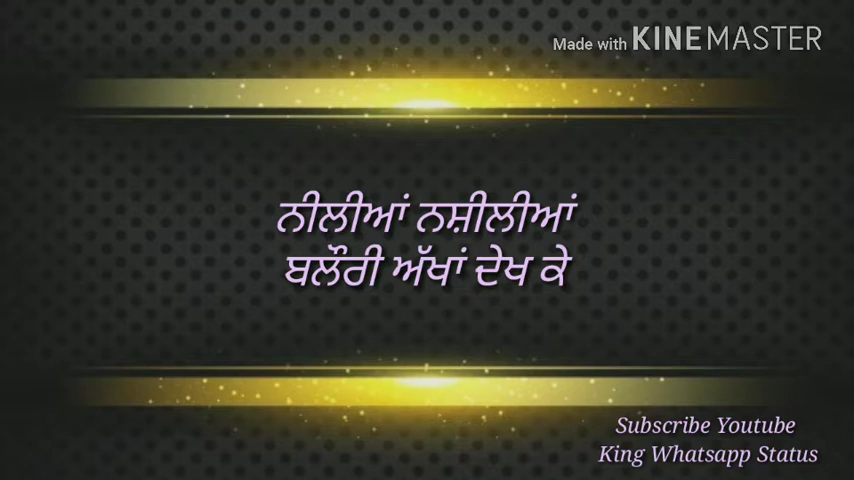 Made with KINEMASTER
ਨੀਲੀਆਂ ਨਸ਼ੀਲੀਆਂ
ਬਲੌਰੀ ਅੱਖਾਂ ਦੇਖ ਕੇ
Subscribe Youtube
King Whatsapp Status